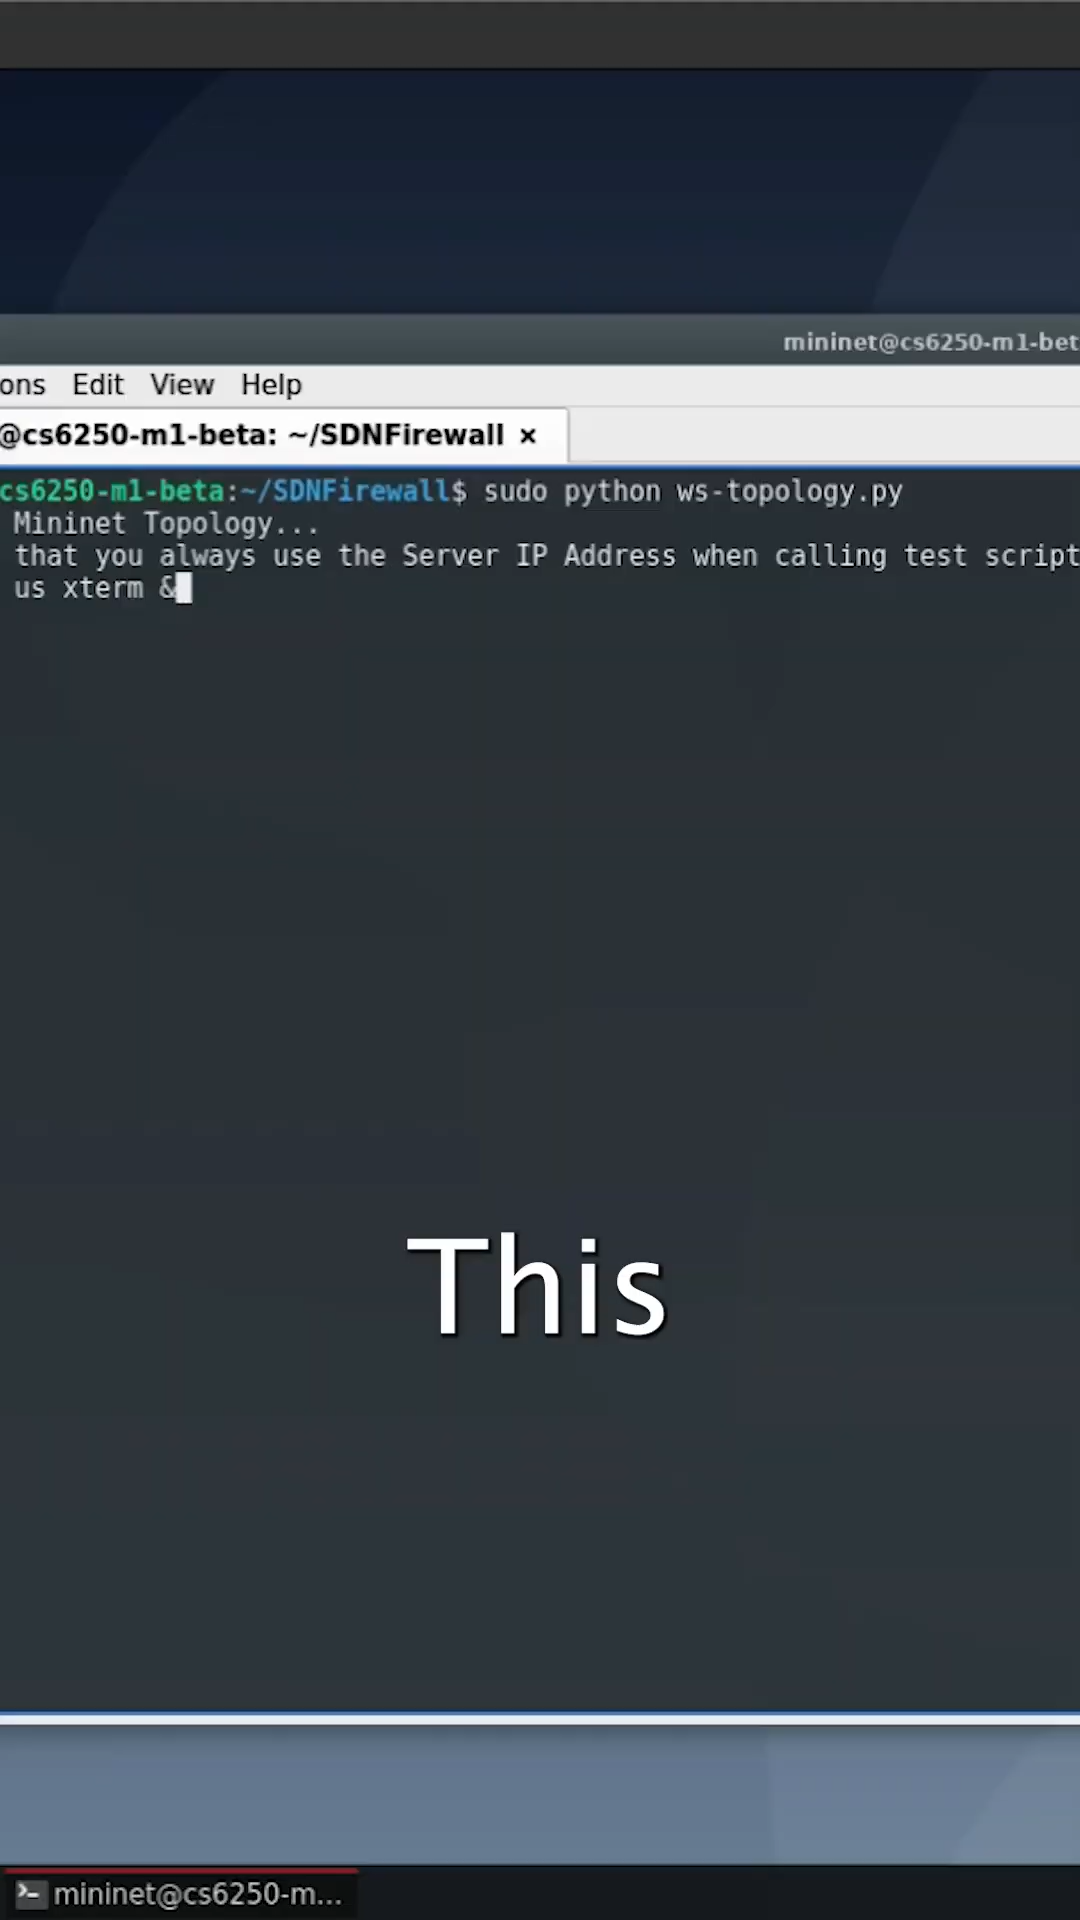 mininet@cs6250-m1-bet
ons Edit View Help
@cs6250-m1-beta: ~/SDNFirewall ×
cs6250-m1-beta:~/SDNFirewall$ sudo python ws-topology.py
Mininet Topology...
that you always use the Server IP Address when calling test script
us xterm &
This
mininet@cs6250-m...